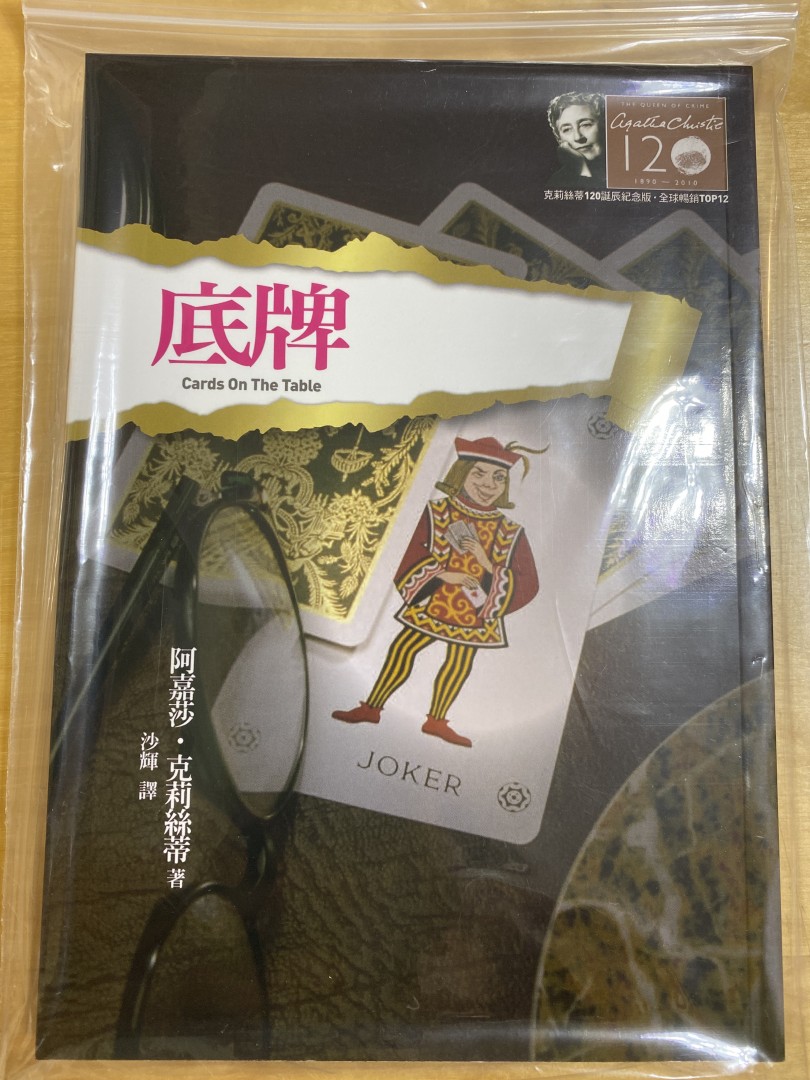 THE QUEEN OF CRIME
Agatha Christie
120
1890 — 2010
克莉絲蒂120誕辰紀念版・全球暢銷TOP12
底牌
Cards On The Table
JOKER
阿嘉莎・克莉絲蒂 著
沙輝 譯